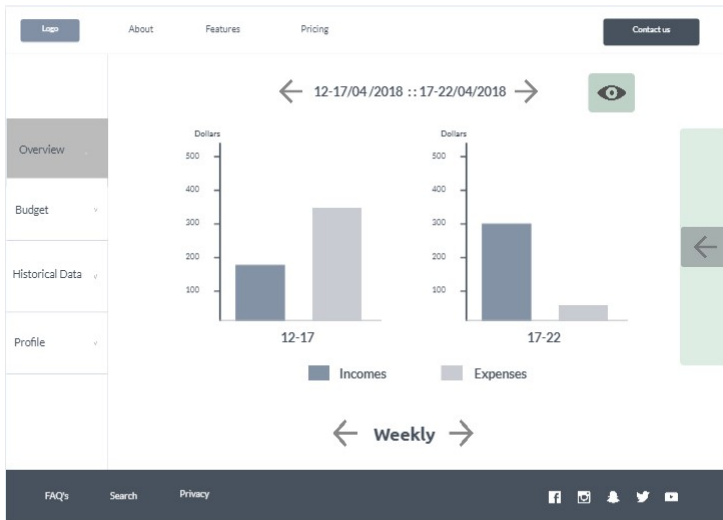 Logo
About
Features
Pricing
Contact us
12-17/04/2018 :: 17-22/04/2018
Overview
Budget
Historical Data
Profile
Dollars
500
400
300
200
100
12-17
Dollars
500
400
300
200
100
17-22
Incomes
Expenses
Weekly
FAQ's
Search
Privacy